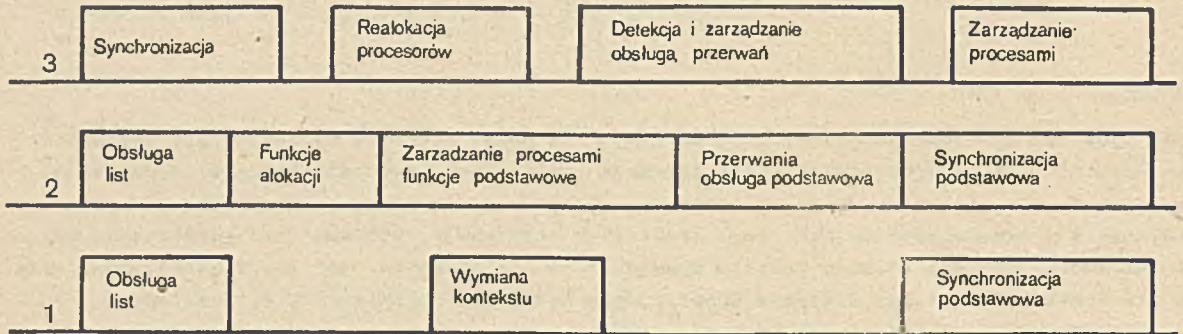 3
Synchronizacja
Realokacja
procesorów
Detekcja i zarządzanie
obsługą przerwań
Zarządzanie
procesami
2
Obsługa
list
Funkcje
alokacji
Zarzadzanie procesami
funkcje podstawowe
Przerwania
obsługa podstawowa
Synchronizacja
podstawowa
1
Obsługa
list
Wymiana
kontekstu
Synchronizacja
podstawowa